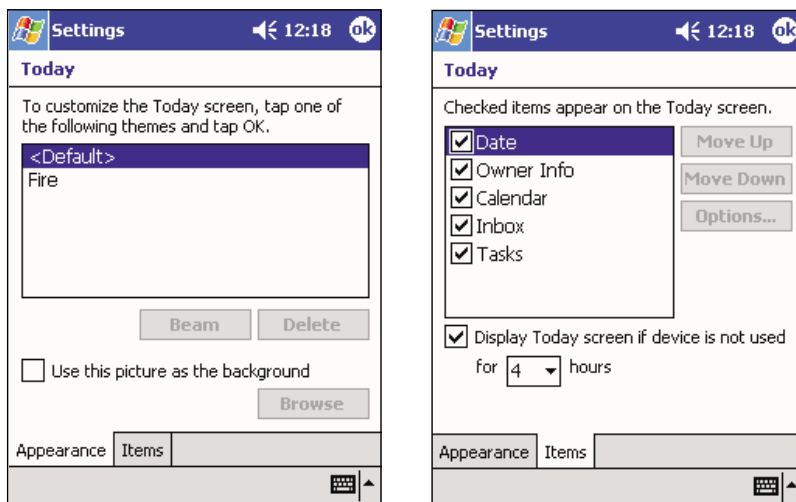 Settings 12:18 ok
Today
To customize the Today screen, tap one of
the following themes and tap OK.
<Default>
Fire
Beam Delete
Use this picture as the background
Browse
Appearance Items
Settings 12:18 ok
Today
Checked items appear on the Today screen.
Date
Owner Info
Calendar
Inbox
Tasks
Move Up
Move Down
Options...
Display Today screen if device is not used
for 4 hours
Appearance Items